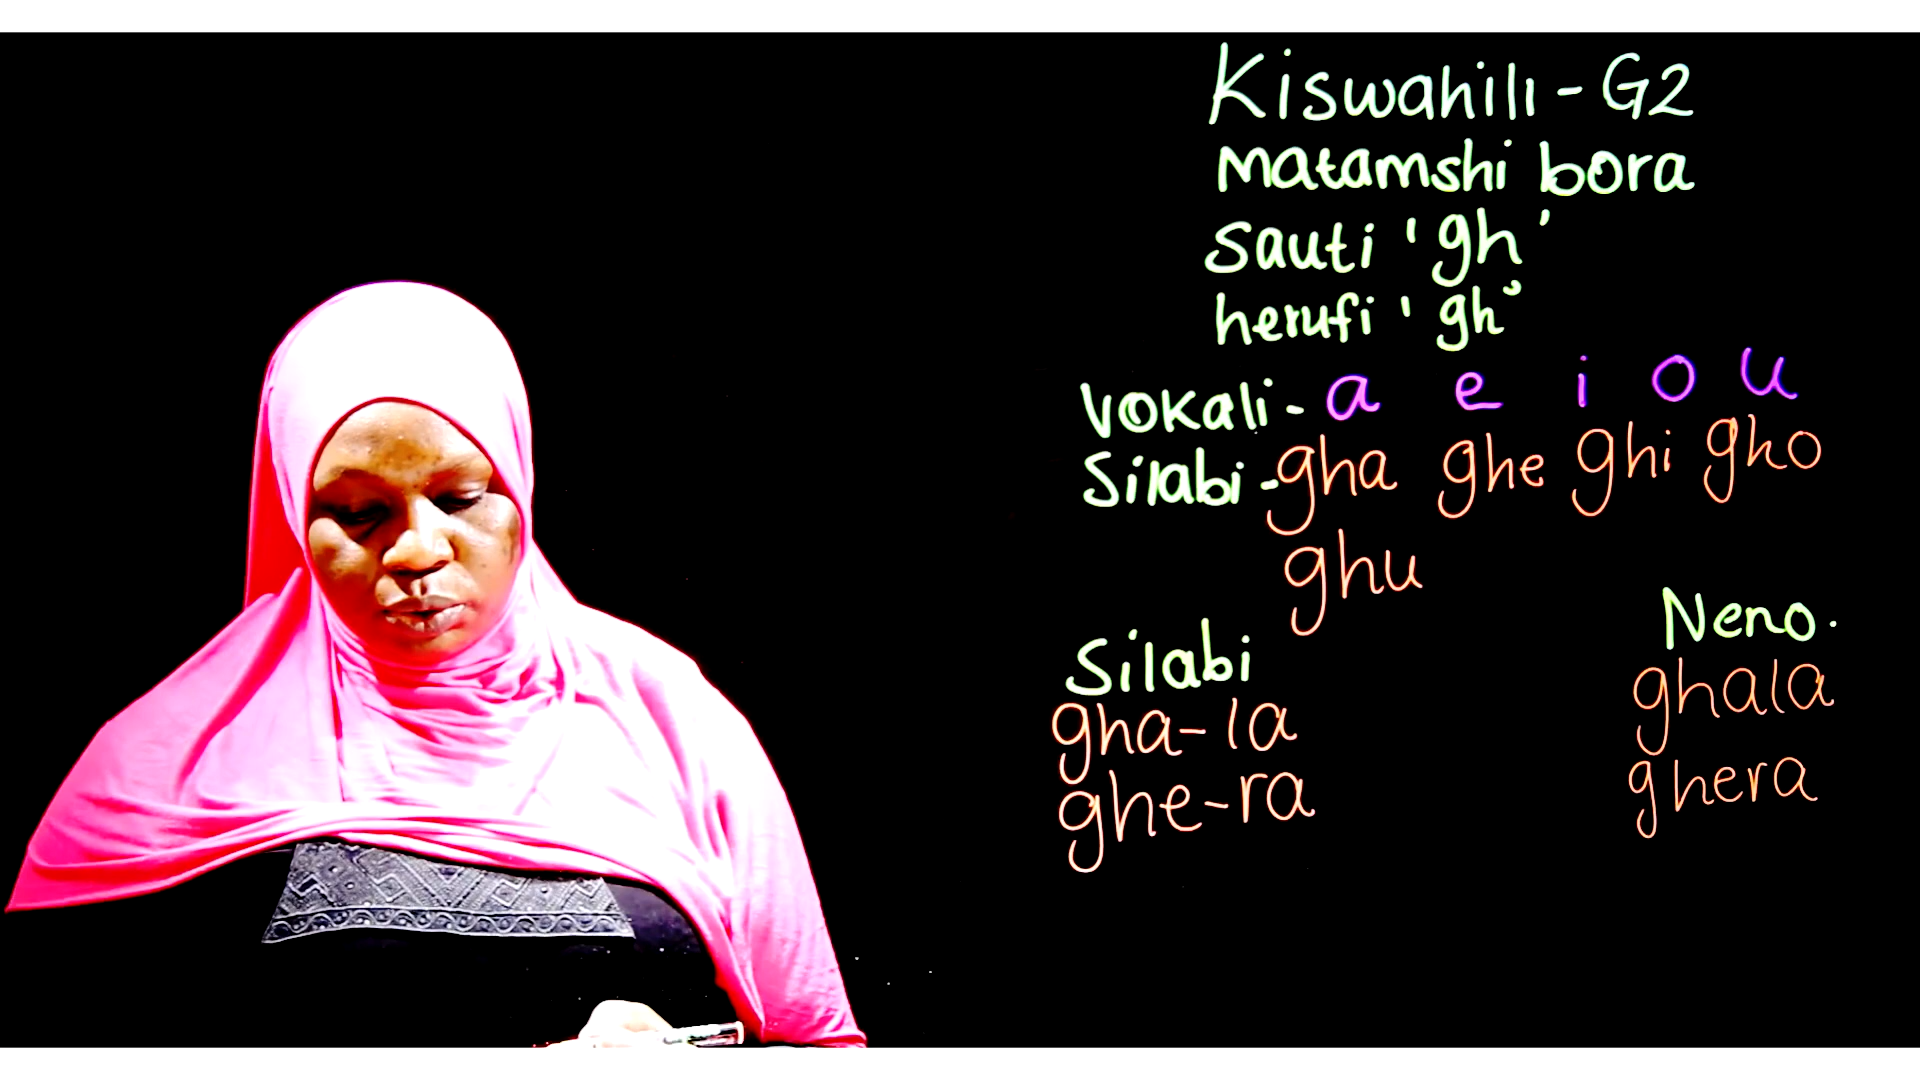 Kiswahili - G2
Matamshi bora
Sauti 'gh'
herufi 'gh'
Vokali - a e i o u
Silabi - gha ghe ghi gho
ghu
Silabi Neno.
gha-la ghala
ghe-ra ghera